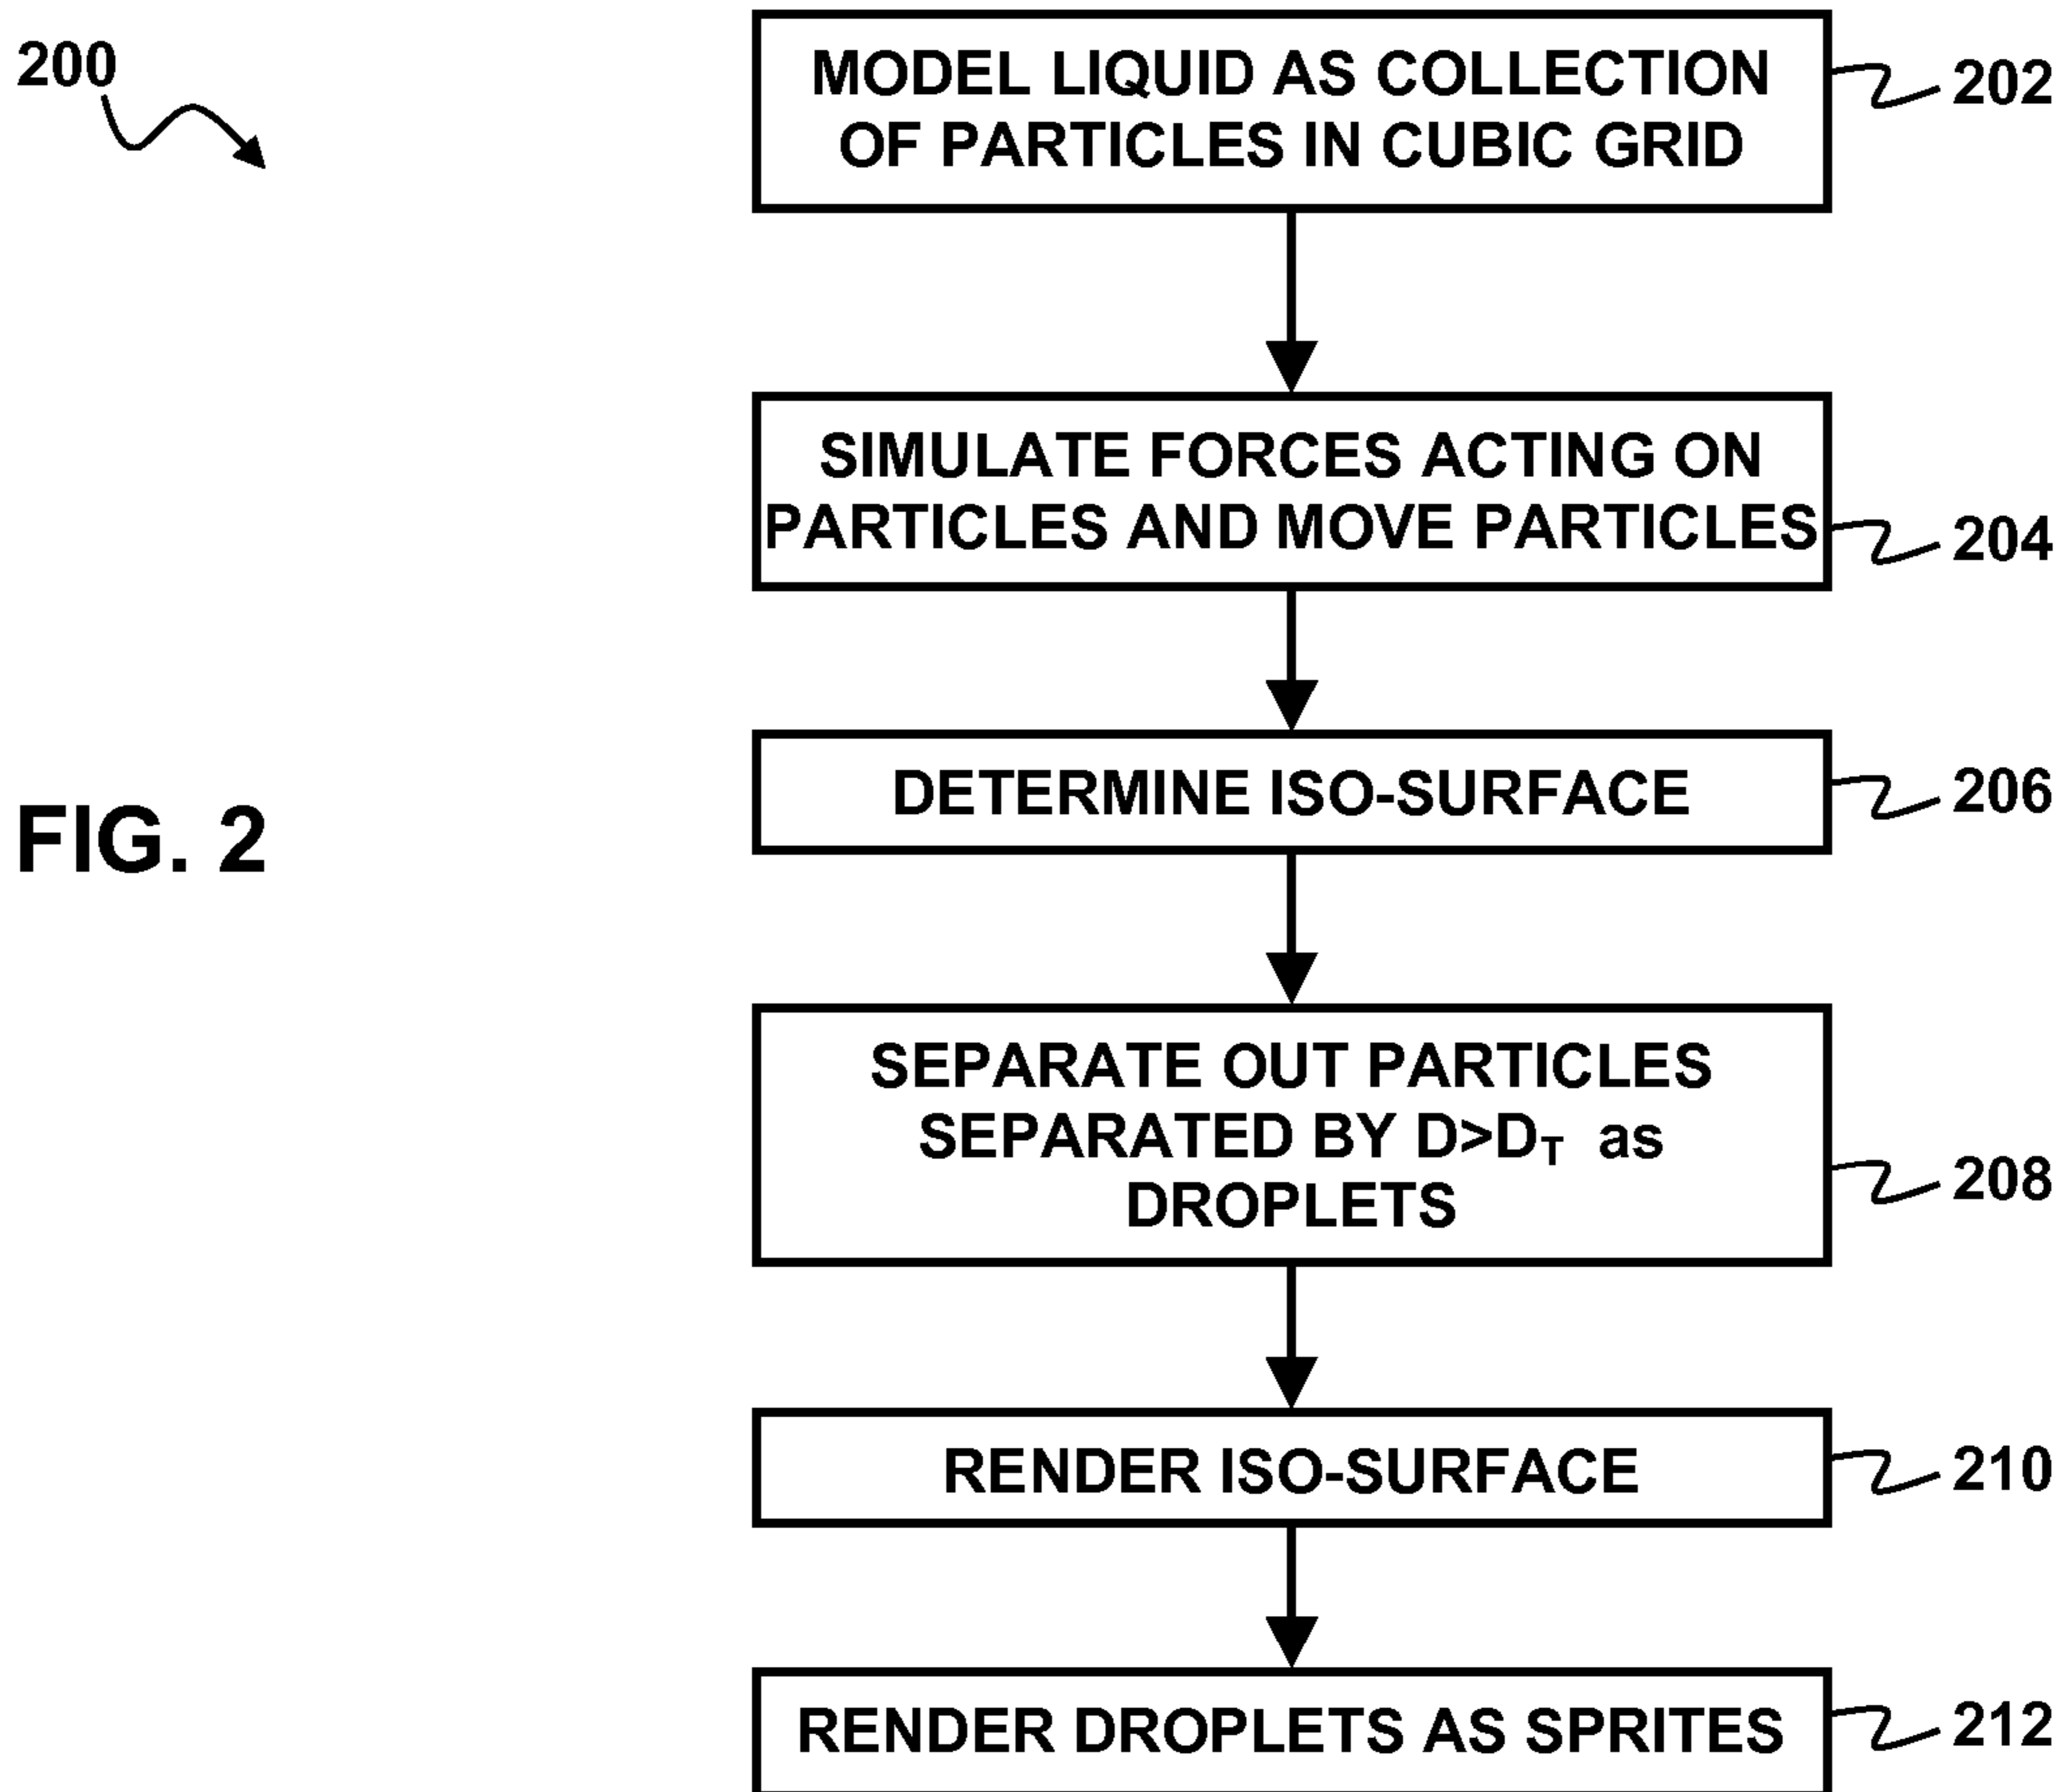 200
MODEL LIQUID AS COLLECTION
OF PARTICLES IN CUBIC GRID
202
SIMULATE FORCES ACTING ON
PARTICLES AND MOVE PARTICLES
204
DETERMINE ISO-SURFACE
206
FIG. 2
SEPARATE OUT PARTICLES
SEPARATED BY D>D_T as
DROPLETS
208
RENDER ISO-SURFACE
210
RENDER DROPLETS AS SPRITES
212